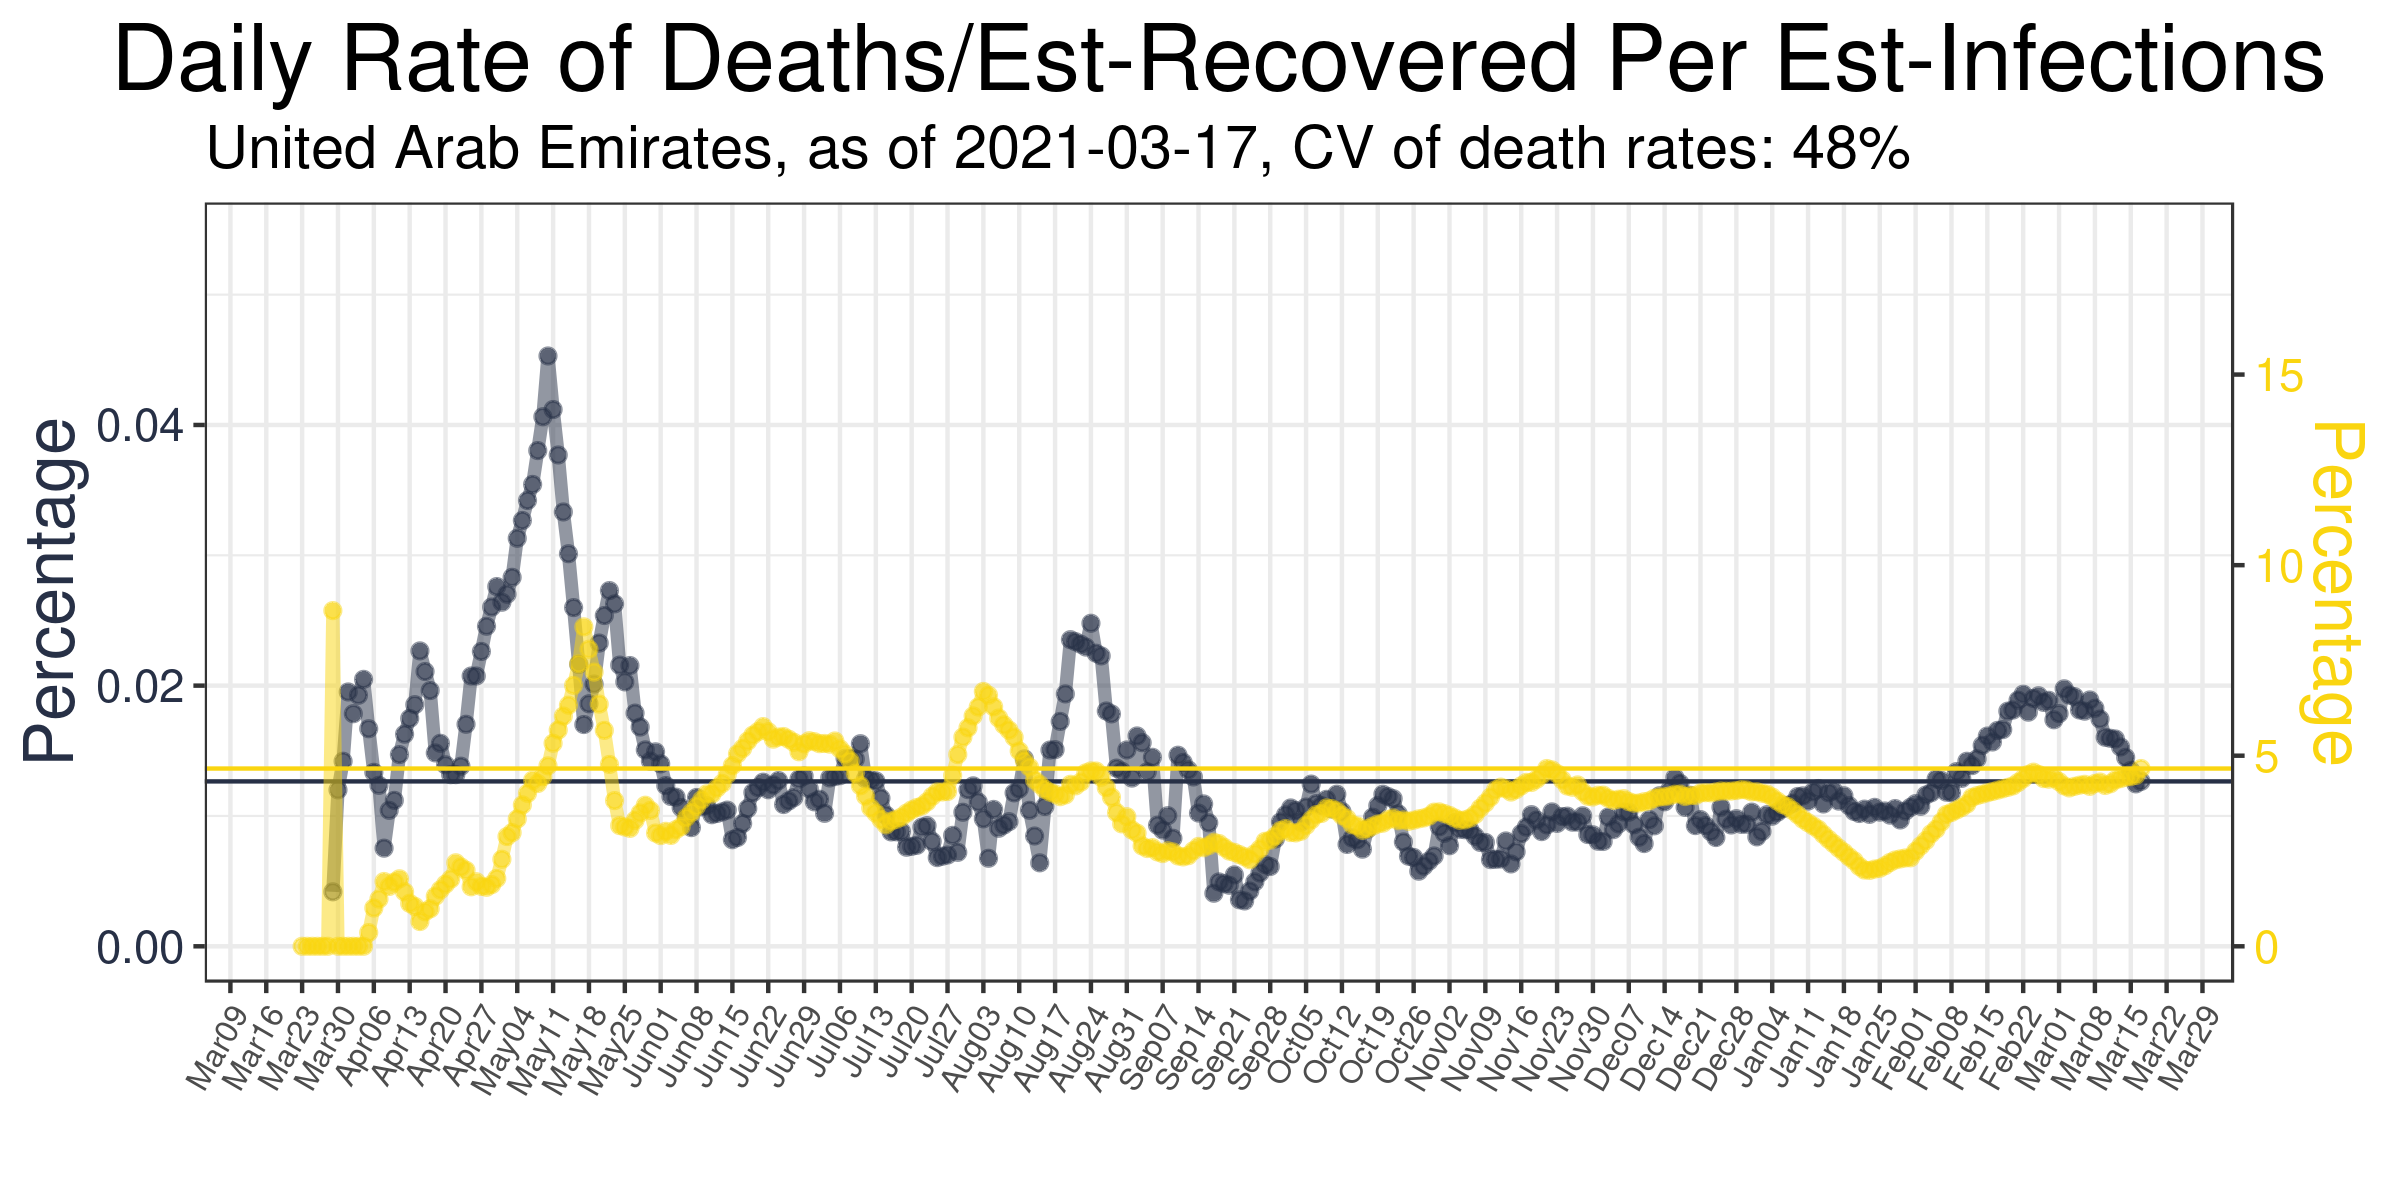 Daily Rate of Deaths/Est-Recovered Per Est-Infections
United Arab Emirates, as of 2021-03-17, CV of death rates: 48%
Percentage
0.04
0.02
0.00
15
10
5
0
Percentage
Mar09
Mar16
Mar23
Mar30
Apr06
Apr13
Apr20
Apr27
May04
May11
May18
May25
Jun01
Jun08
Jun15
Jun22
Jun29
Jul06
Jul13
Jul20
Jul27
Aug03
Aug10
Aug17
Aug24
Aug31
Sep07
Sep14
Sep21
Sep28
Oct05
Oct12
Oct19
Oct26
Nov02
Nov09
Nov16
Nov23
Nov30
Dec07
Dec14
Dec21
Dec28
Jan04
Jan11
Jan18
Jan25
Feb01
Feb08
Feb15
Feb22
Mar01
Mar08
Mar15
Mar22
Mar29